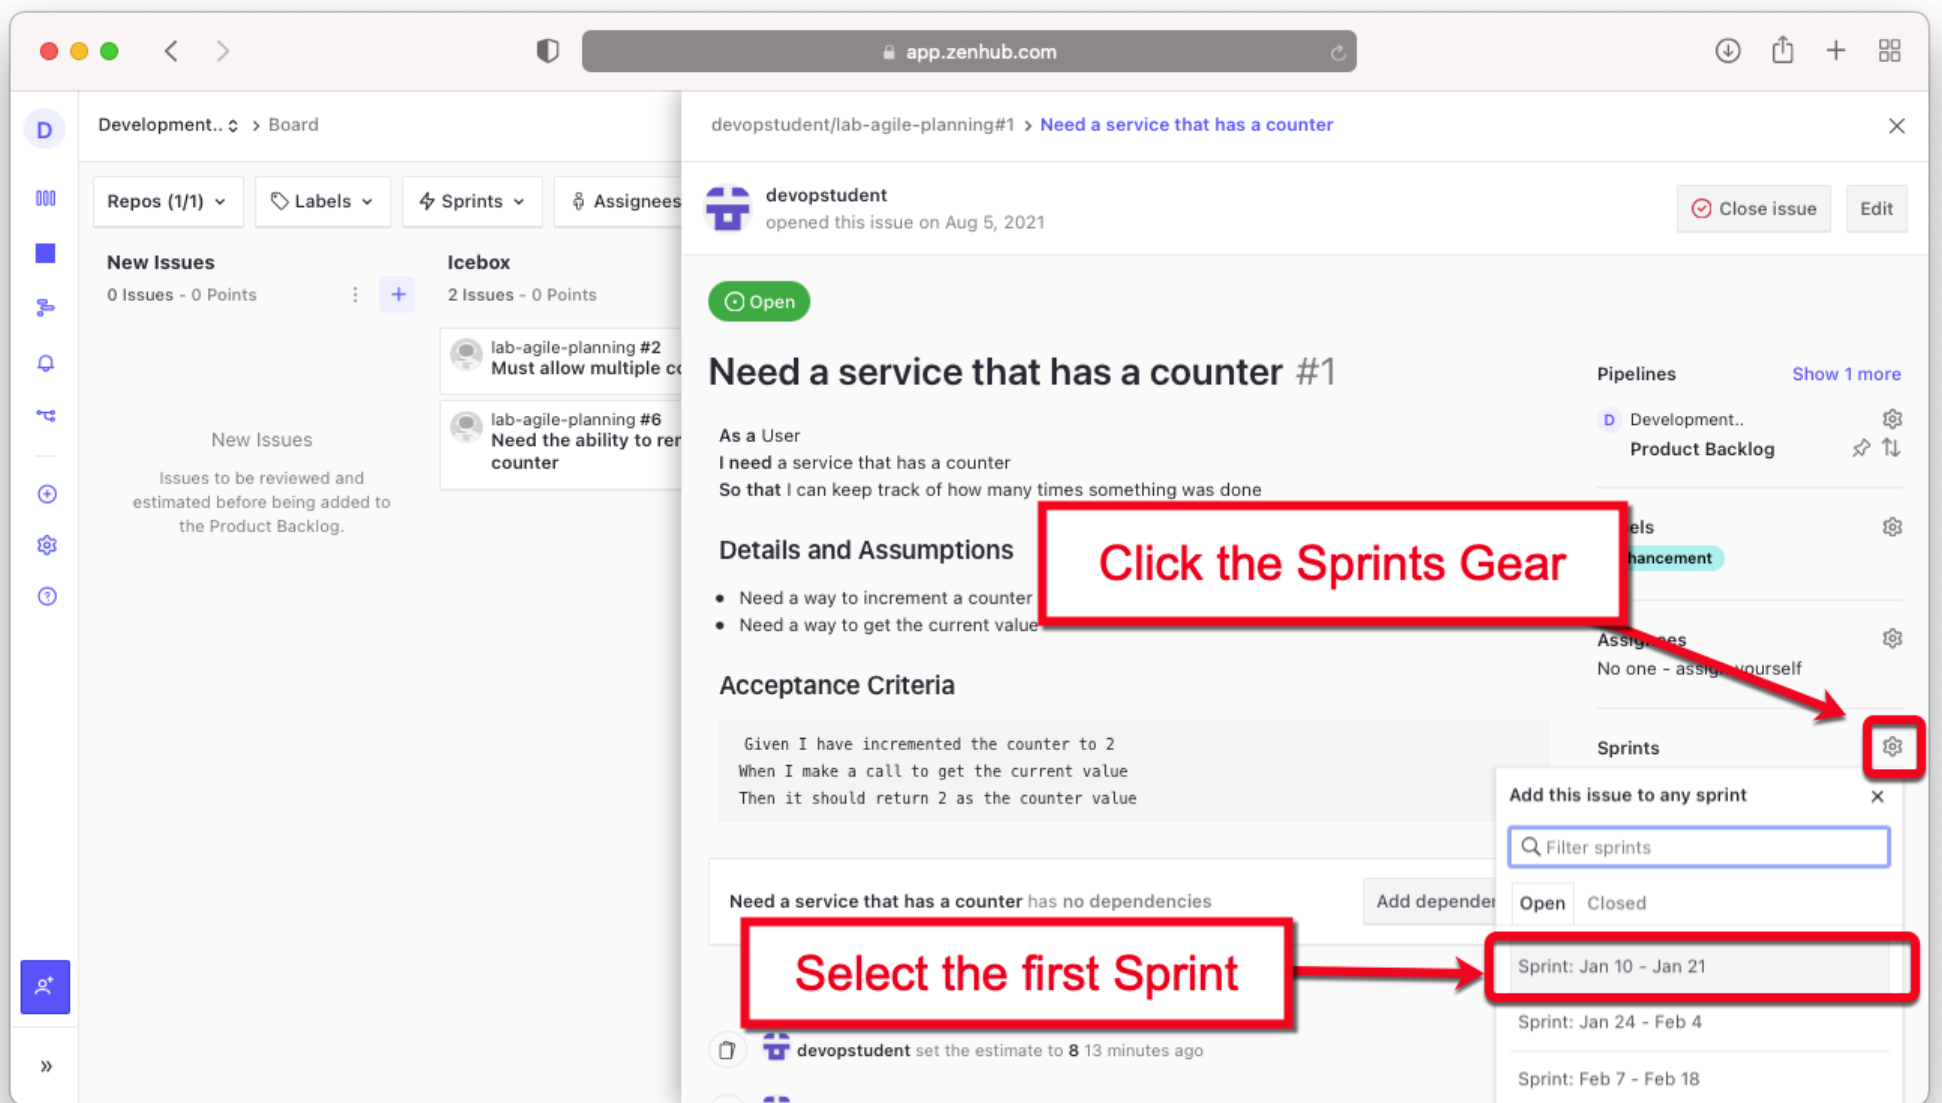 app.zenhub.com
D
Development.. > Board
devopstudent/lab-agile-planning#1 > Need a service that has a counter
Repos (1/1)
Labels
Sprints
Assignees
devopstudent
opened this issue on Aug 5, 2021
Close issue
Edit
New Issues
0 Issues - 0 Points
Icebox
2 Issues - 0 Points
lab-agile-planning #2
Must allow multiple
lab-agile-planning #6
Need the ability to
counter
New Issues
Issues to be reviewed and
estimated before being added to
the Product Backlog.
Open
Need a service that has a counter #1
As a User
I need a service that has a counter
So that I can keep track of how many times something was done
Details and Assumptions
Need a way to increment a counter
Need a way to get the current value
Acceptance Criteria
Given I have incremented the counter to 2
When I make a call to get the current value
Then it should return 2 as the counter value
Need a service that has a counter has no dependencies
Add
devopstudent set the estimate to 8 13 minutes ago
Pipelines
Show 1 more
D Development..
Product Backlog
Click the Sprints Gear
Assignees
No one - assign yourself
Sprints
Add this issue to any sprint
Filter sprints
Open Closed
Select the first Sprint
Sprint: Jan 10 - Jan 21
Sprint: Jan 24 - Feb 4
Sprint: Feb 7 - Feb 18